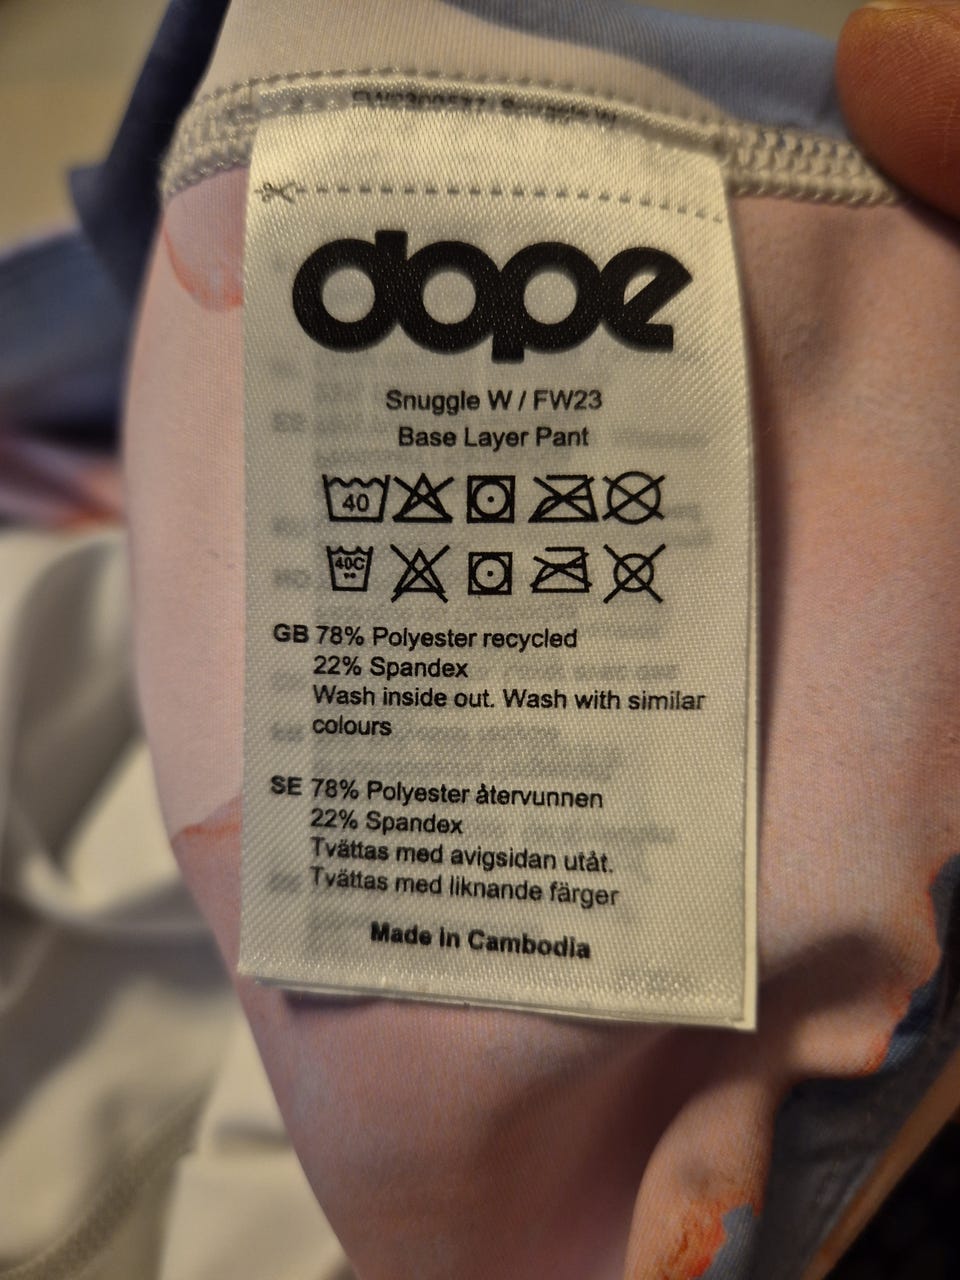 dope
Snuggle W / FW23
Base Layer Pant
40
40C
GB 78% Polyester recycled
22% Spandex
Wash inside out. Wash with similar
colours
SE 78% Polyester återvunnen
22% Spandex
Tvättas med avigsidan utåt.
Tvättas med liknande färger
Made in Cambodia